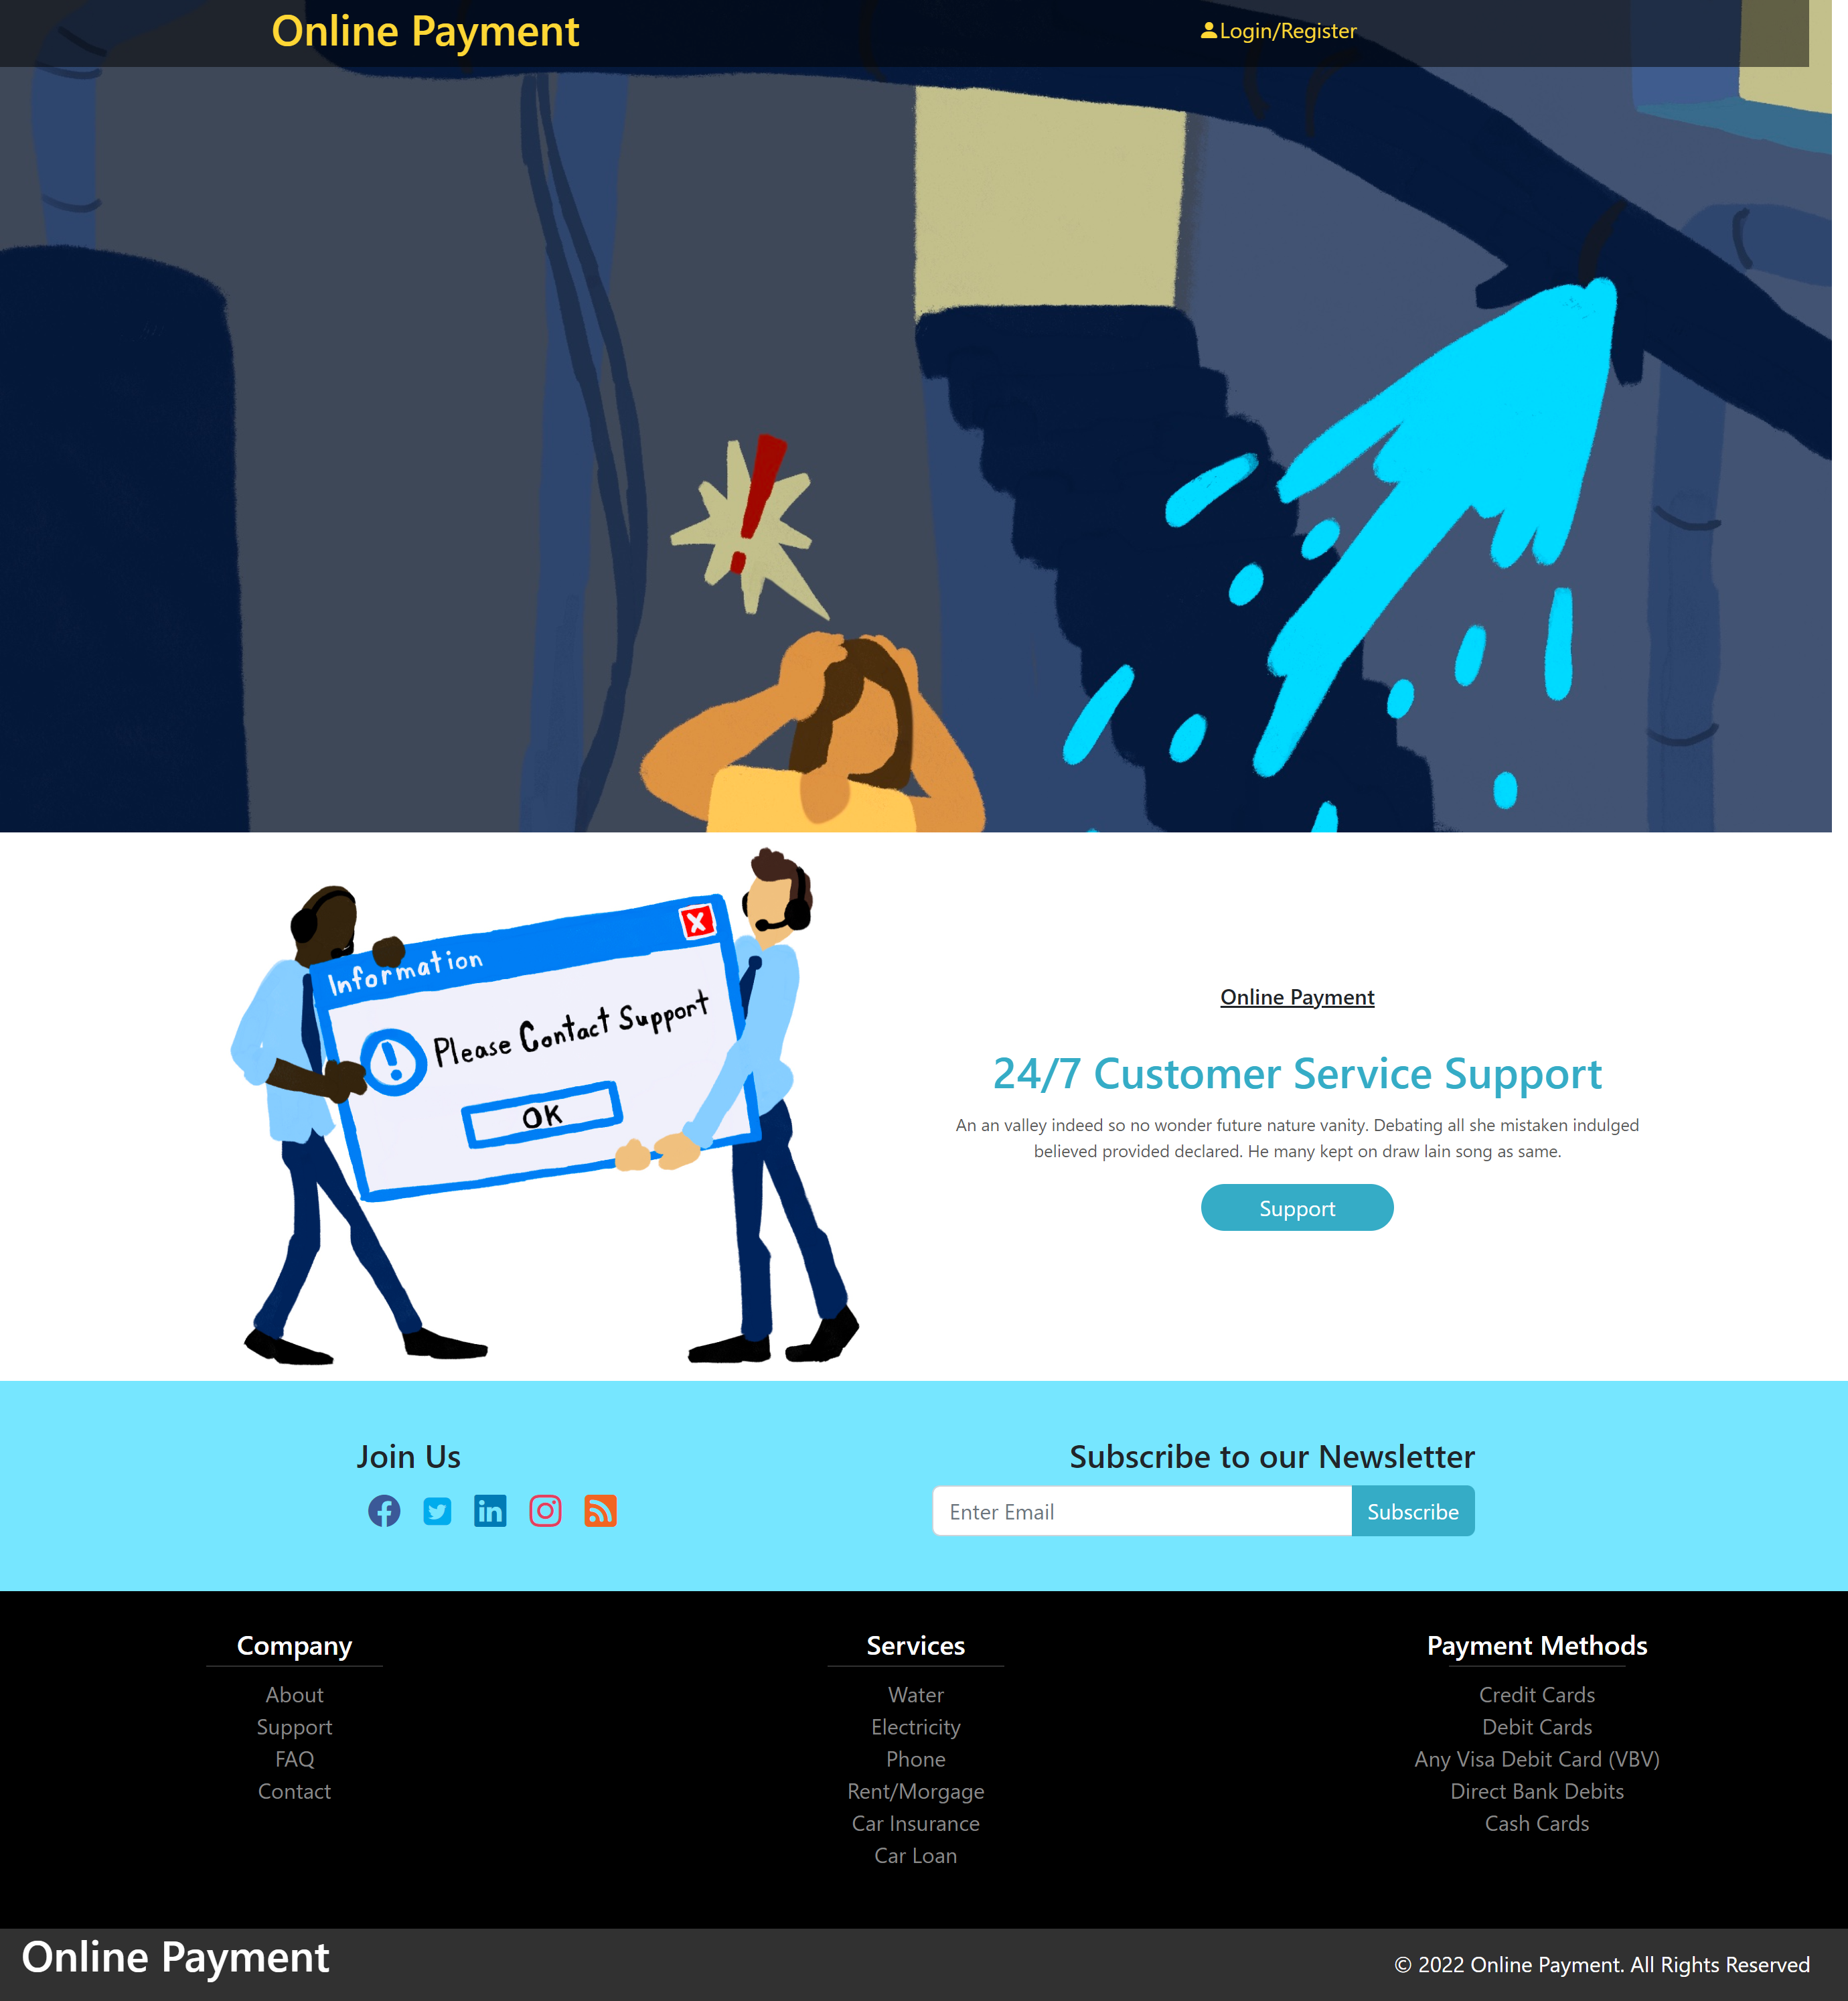 Online Payment
Login/Register
Information
Please Contact Support
OK
Online Payment
24/7 Customer Service Support
An an valley indeed so no wonder future nature vanity. Debating all she mistaken indulged
believed provided declared. He many kept on draw lain song as same.
Support
Join Us
Subscribe to our Newsletter
Enter Email
Subscribe
Company
About
Support
FAQ
Contact
Services
Water
Electricity
Phone
Rent/Morgage
Car Insurance
Car Loan
Payment Methods
Credit Cards
Debit Cards
Any Visa Debit Card (VBV)
Direct Bank Debits
Cash Cards
Online Payment
© 2022 Online Payment. All Rights Reserved